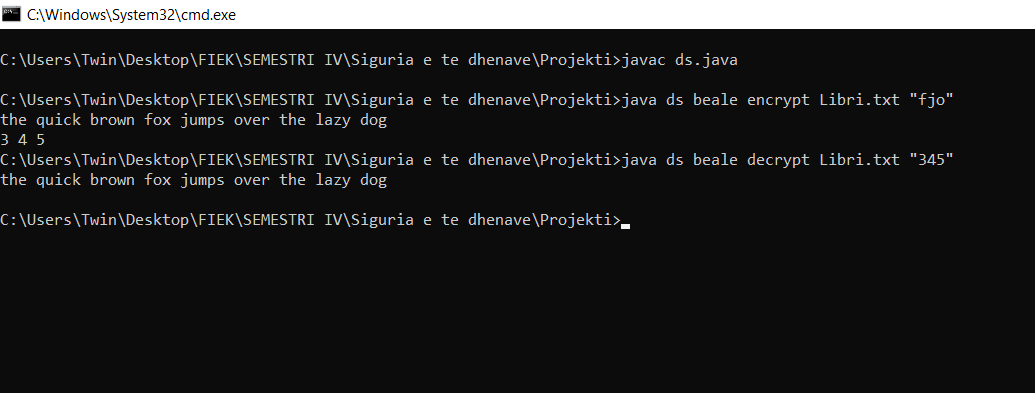 C:\Windows\System32\cmd.exe
C:\Users\Twin\Desktop\FIEK\SEMESTRI IV\Siguria e te dhenave\Projekti>javac ds.java
C:\Users\Twin\Desktop\FIEK\SEMESTRI IV\Siguria e te dhenave\Projekti>java ds beale encrypt Libri.txt "fjo"
the quick brown fox jumps over the lazy dog
3 4 5
C:\Users\Twin\Desktop\FIEK\SEMESTRI IV\Siguria e te dhenave\Projekti>java ds beale decrypt Libri.txt "345"
the quick brown fox jumps over the lazy dog
C:\Users\Twin\Desktop\FIEK\SEMESTRI IV\Siguria e te dhenave\Projekti>